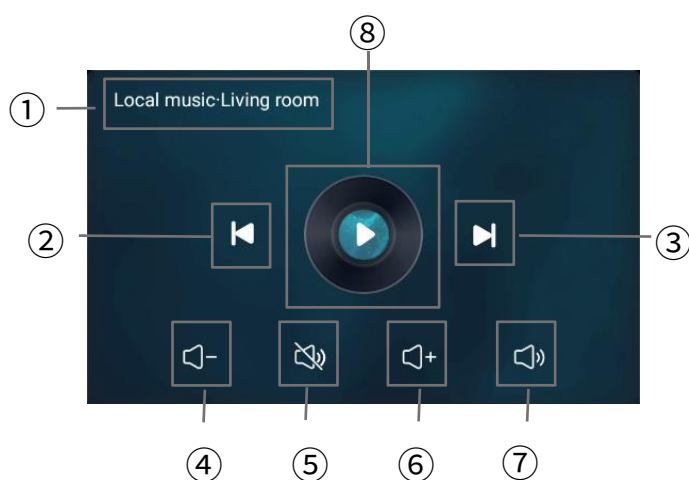 ⑧
① Local music·Living room
② ③
④ ⑤ ⑥ ⑦